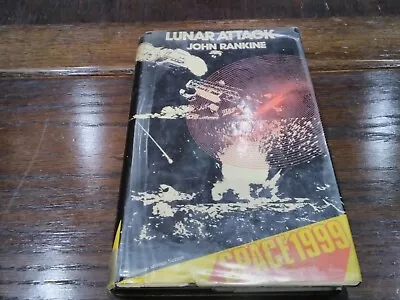 LUNAR ATTACK
JOHN RANKINE
SPACE:1999